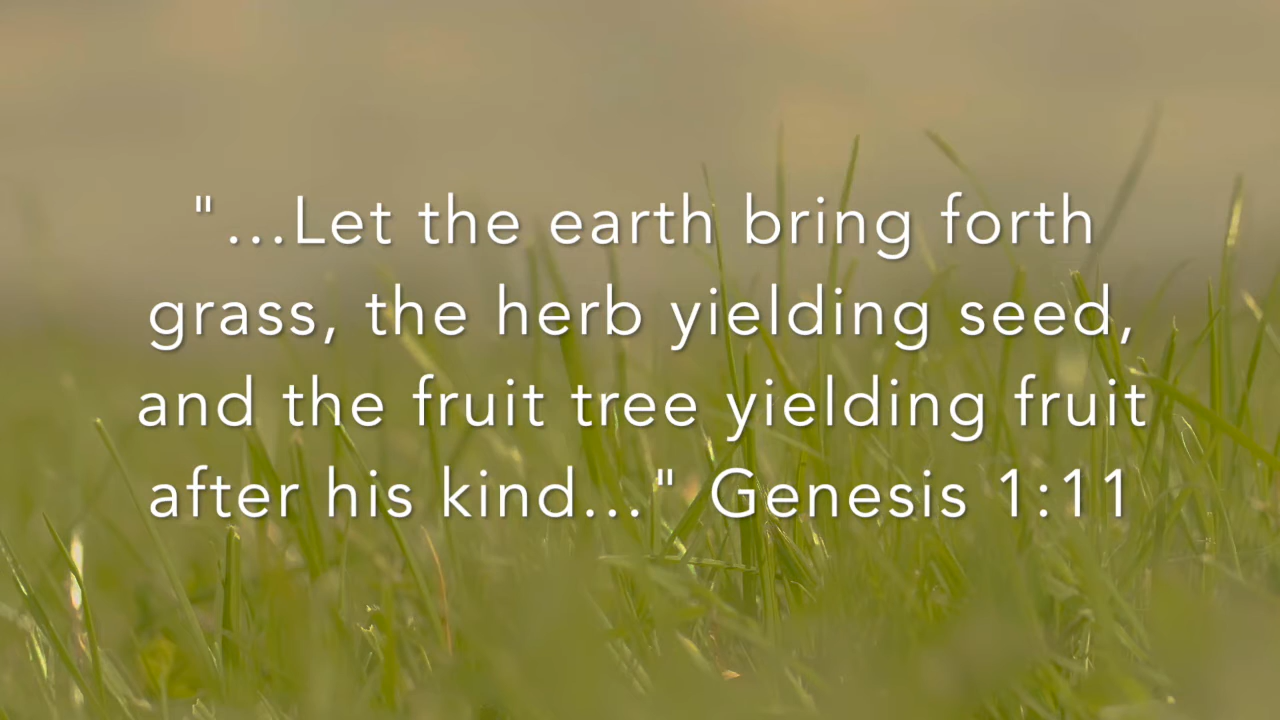 "...Let the earth bring forth
grass, the herb yielding seed,
and the fruit tree yielding fruit
after his kind..." Genesis 1:11